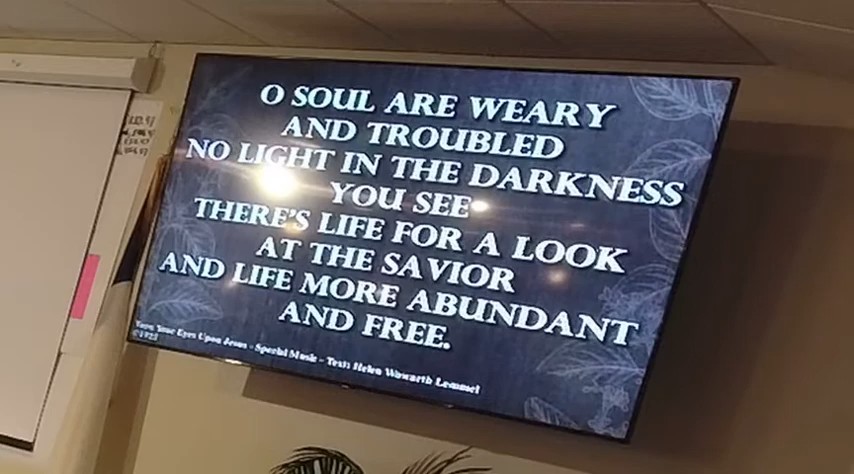 O SOUL ARE WEARY
AND TROUBLED
NO LIGHT IN THE DARKNESS
YOU SEE
THERE'S LIFE FOR A LOOK
AT THE SAVIOR
AND LIFE MORE ABUNDANT
AND FREE.
Turn Your Eyes Upon Jesus - Special Music - Text: Helen Howarth Lemmel
©1922